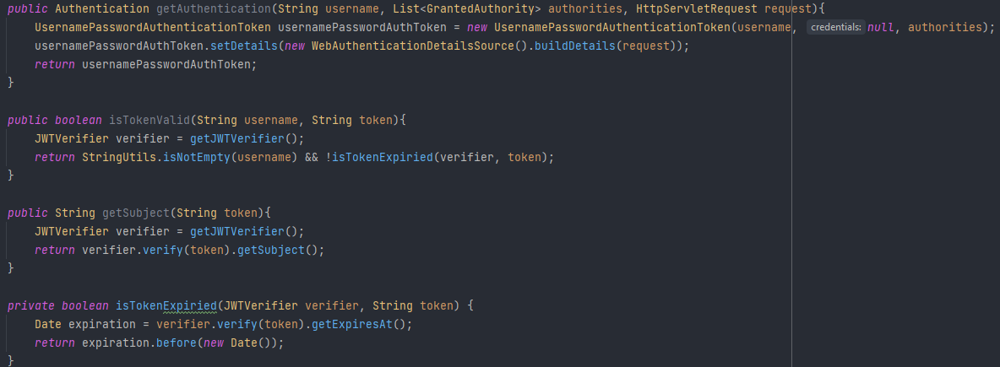 public Authentication getAuthentication(String username, List<GrantedAuthority> authorities, HttpServletRequest request){
    UsernamePasswordAuthenticationToken usernamePasswordAuthToken = new UsernamePasswordAuthenticationToken(username, credentials: null, authorities);
    usernamePasswordAuthToken.setDetails(new WebAuthenticationDetailsSource().buildDetails(request));
    return usernamePasswordAuthToken;
}

public boolean isTokenValid(String username, String token){
    JWTVerifier verifier = getJWTVerifier();
    return StringUtils.isNotEmpty(username) && !isTokenExpiried(verifier, token);
}

public String getSubject(String token){
    JWTVerifier verifier = getJWTVerifier();
    return verifier.verify(token).getSubject();
}

private boolean isTokenExpiried(JWTVerifier verifier, String token) {
    Date expiration = verifier.verify(token).getExpiresAt();
    return expiration.before(new Date());
}